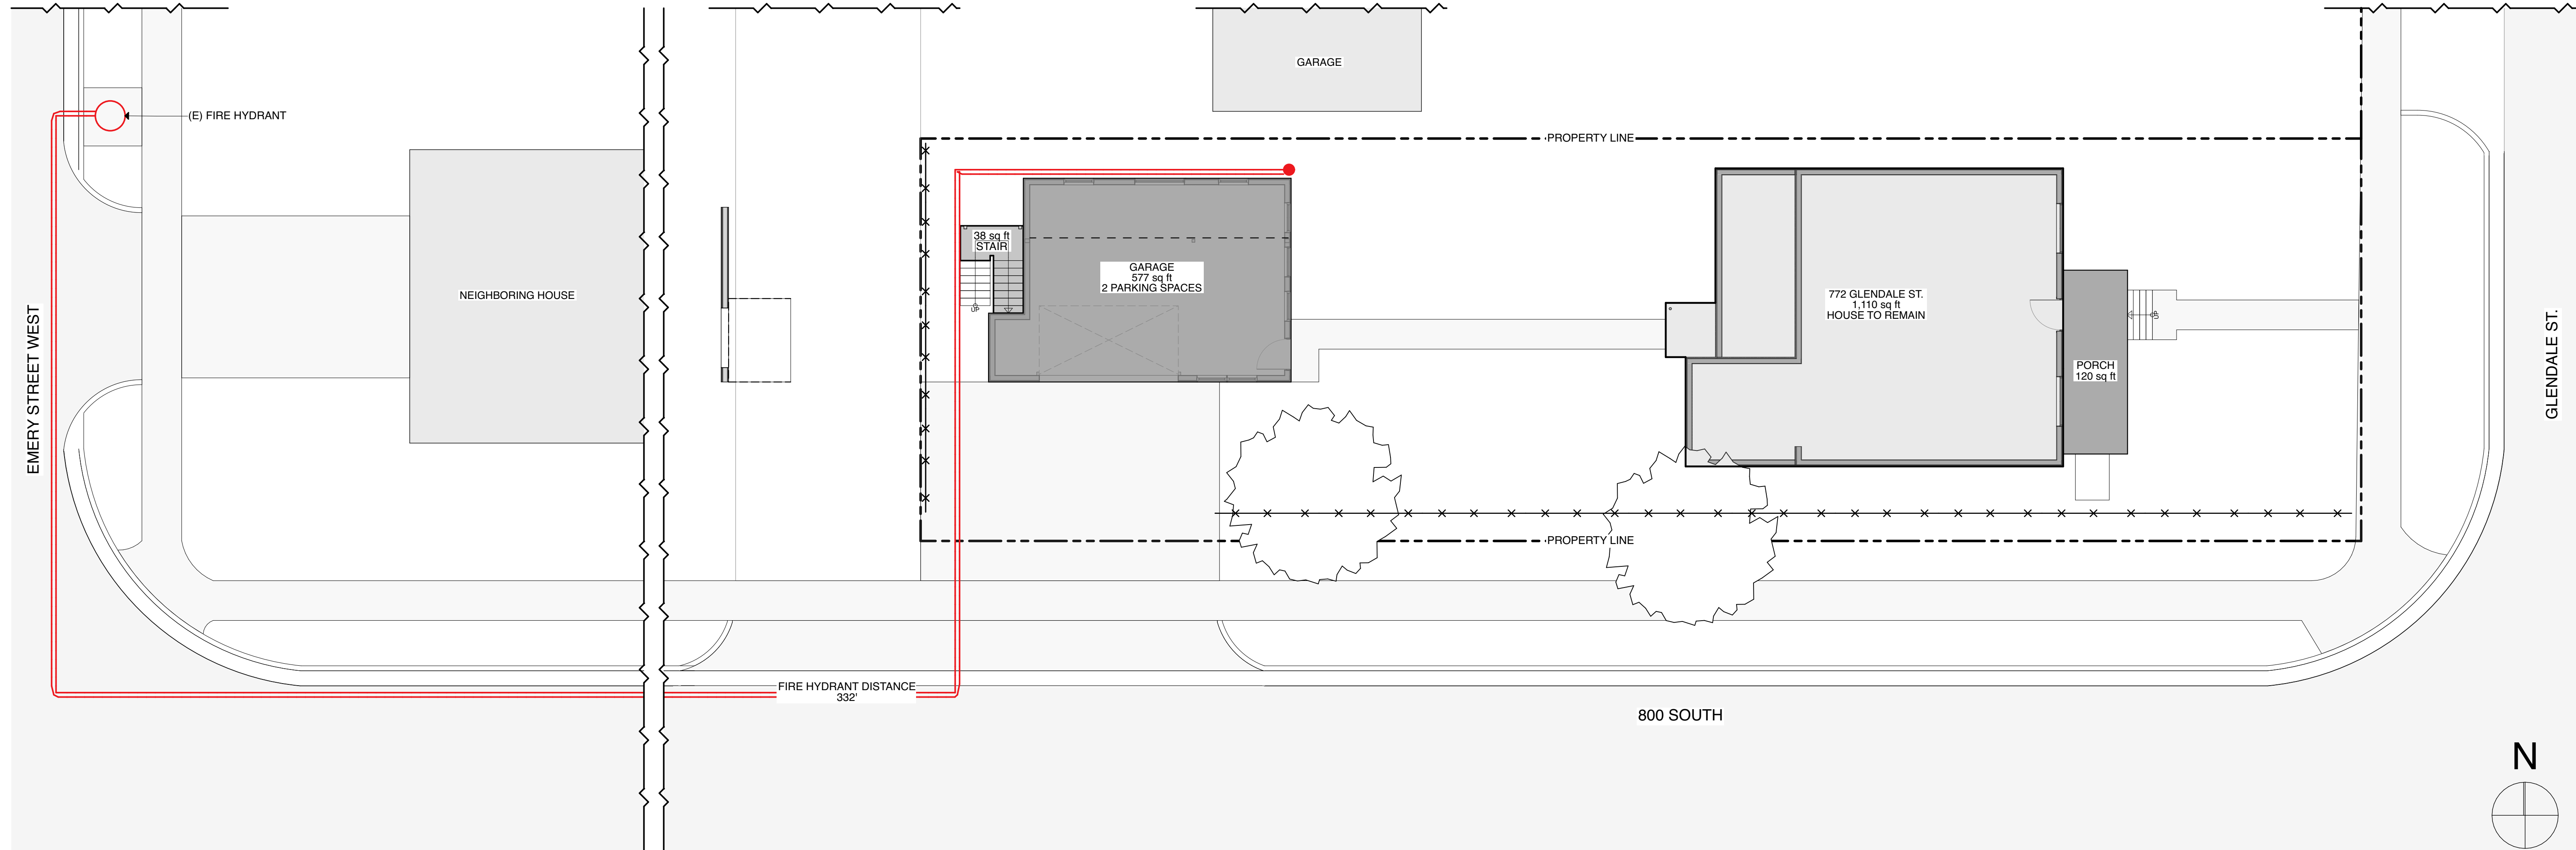 GARAGE
(E) FIRE HYDRANT
PROPERTY LINE
38 sq ft
STAIR
UP
GARAGE
577 sq ft
2 PARKING SPACES
NEIGHBORING HOUSE
772 GLENDALE ST.
1,110 sq ft
HOUSE TO REMAIN
UP
PORCH
120 sq ft
EMERY STREET WEST
GLENDALE ST.
PROPERTY LINE
FIRE HYDRANT DISTANCE
332'
800 SOUTH
N